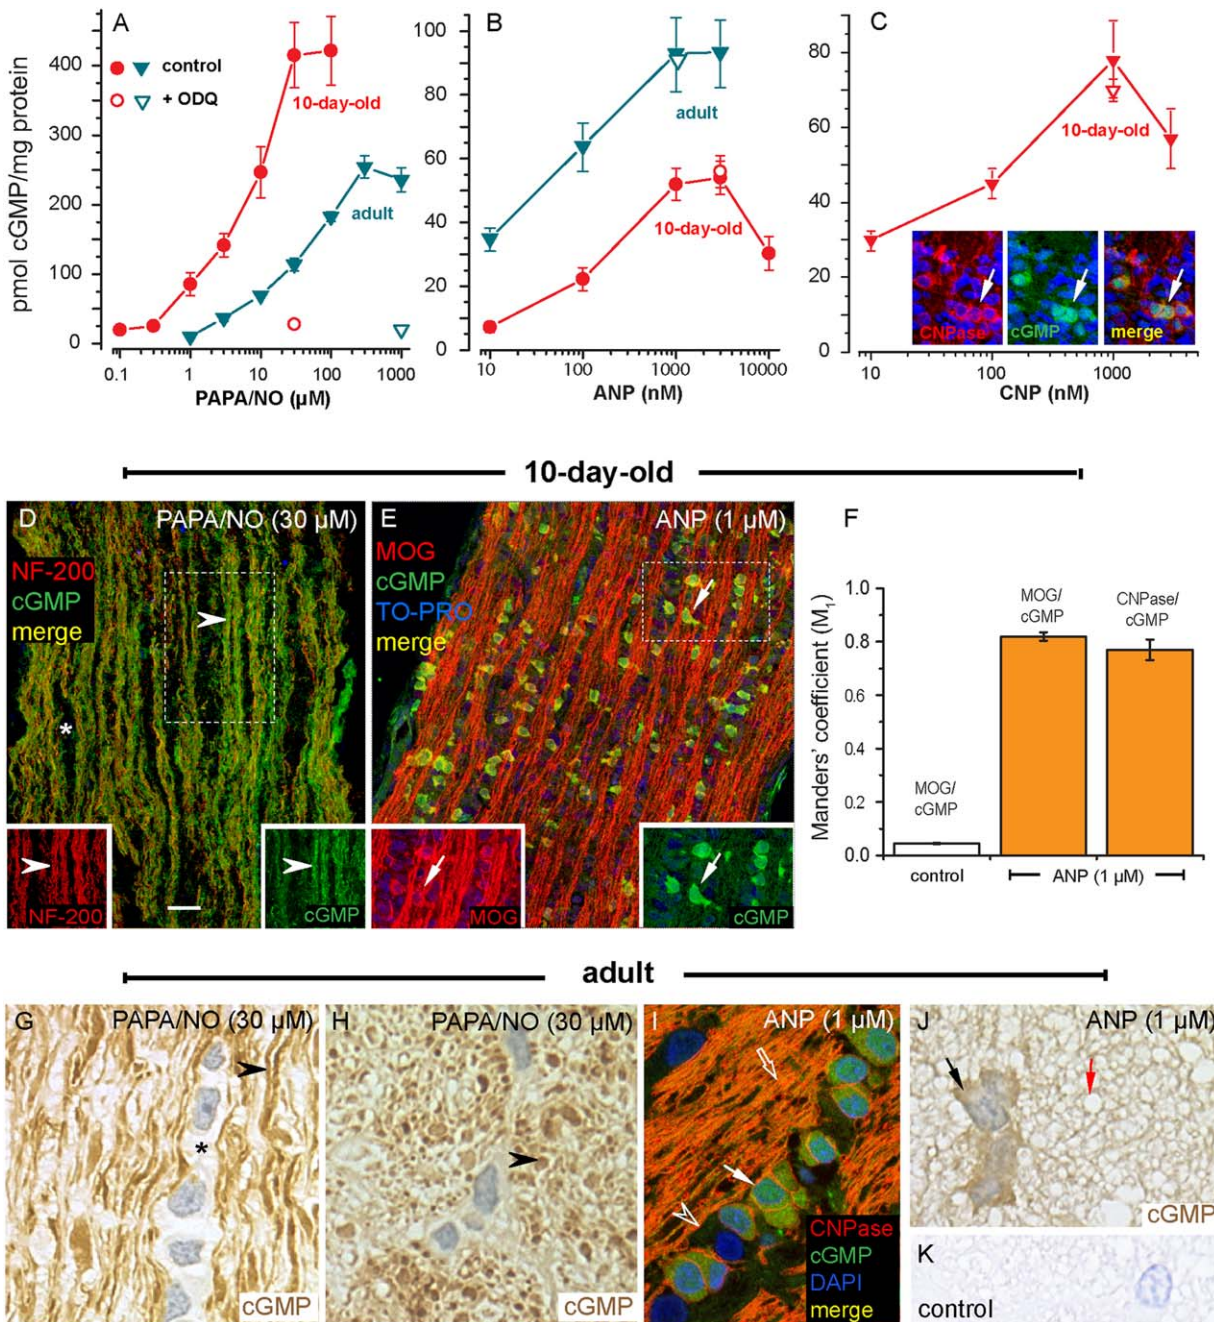 A
pmol cGMP/mg protein
400
300
200
100
0
control
+ ODQ
10-day-old
adult
0.1
1
10
100
1000
PAPA/NO (µM)
B
100
80
60
40
20
0
adult
10-day-old
10
100
1000
10000
ANP (nM)
C
80
60
40
20
0
10-day-old
CNPase
cGMP
merge
10
100
1000
CNP (nM)
10-day-old
D
PAPA/NO (30 µM)
NF-200
cGMP
merge
*
NF-200
cGMP
E
ANP (1 µM)
MOG
cGMP
TO-PRO
merge
MOG
cGMP
F
Manders' coefficient (M1)
1.0
0.8
0.6
0.4
0.2
0.0
MOG/
cGMP
MOG/
cGMP
CNPase/
cGMP
control
ANP (1 µM)
adult
G
PAPA/NO (30 µM)
*
cGMP
H
PAPA/NO (30 µM)
cGMP
I
ANP (1 µM)
CNPase
cGMP
DAPI
merge
J
ANP (1 µM)
cGMP
K
control